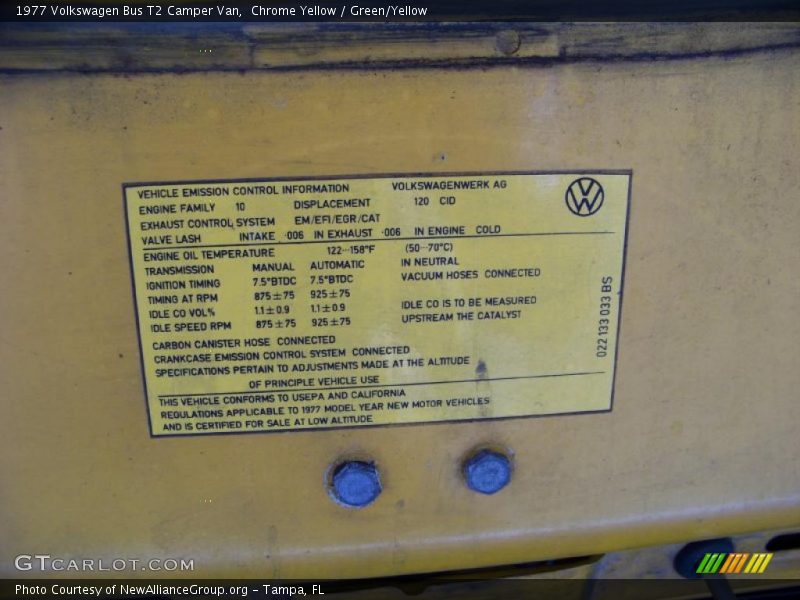 1977 Volkswagen Bus T2 Camper Van,  Chrome Yellow / Green/Yellow
VEHICLE EMISSION CONTROL INFORMATION VOLKSWAGENWERK AG
ENGINE FAMILY 10 DISPLACEMENT 120 CID
EXHAUST CONTROL SYSTEM EM/EFI/EGR/CAT
VALVE LASH INTAKE .006 IN EXHAUST .006 IN ENGINE COLD
ENGINE OIL TEMPERATURE 122–158°F (50–70°C)
TRANSMISSION MANUAL AUTOMATIC IN NEUTRAL
IGNITION TIMING 7.5°BTDC 7.5°BTDC VACUUM HOSES CONNECTED
TIMING AT RPM 875±75 925±75
IDLE CO VOL% 1.1±0.9 1.1±0.9 IDLE CO IS TO BE MEASURED
IDLE SPEED RPM 875±75 925±75 UPSTREAM THE CATALYST
CARBON CANISTER HOSE CONNECTED
CRANKCASE EMISSION CONTROL SYSTEM CONNECTED
SPECIFICATIONS PERTAIN TO ADJUSTMENTS MADE AT THE ALTITUDE
OF PRINCIPLE VEHICLE USE
THIS VEHICLE CONFORMS TO USEPA AND CALIFORNIA
REGULATIONS APPLICABLE TO 1977 MODEL YEAR NEW MOTOR VEHICLES
AND IS CERTIFIED FOR SALE AT LOW ALTITUDE
022 133 033 BS
GTCARLOT.COM
Photo Courtesy of NewAllianceGroup.org – Tampa, FL